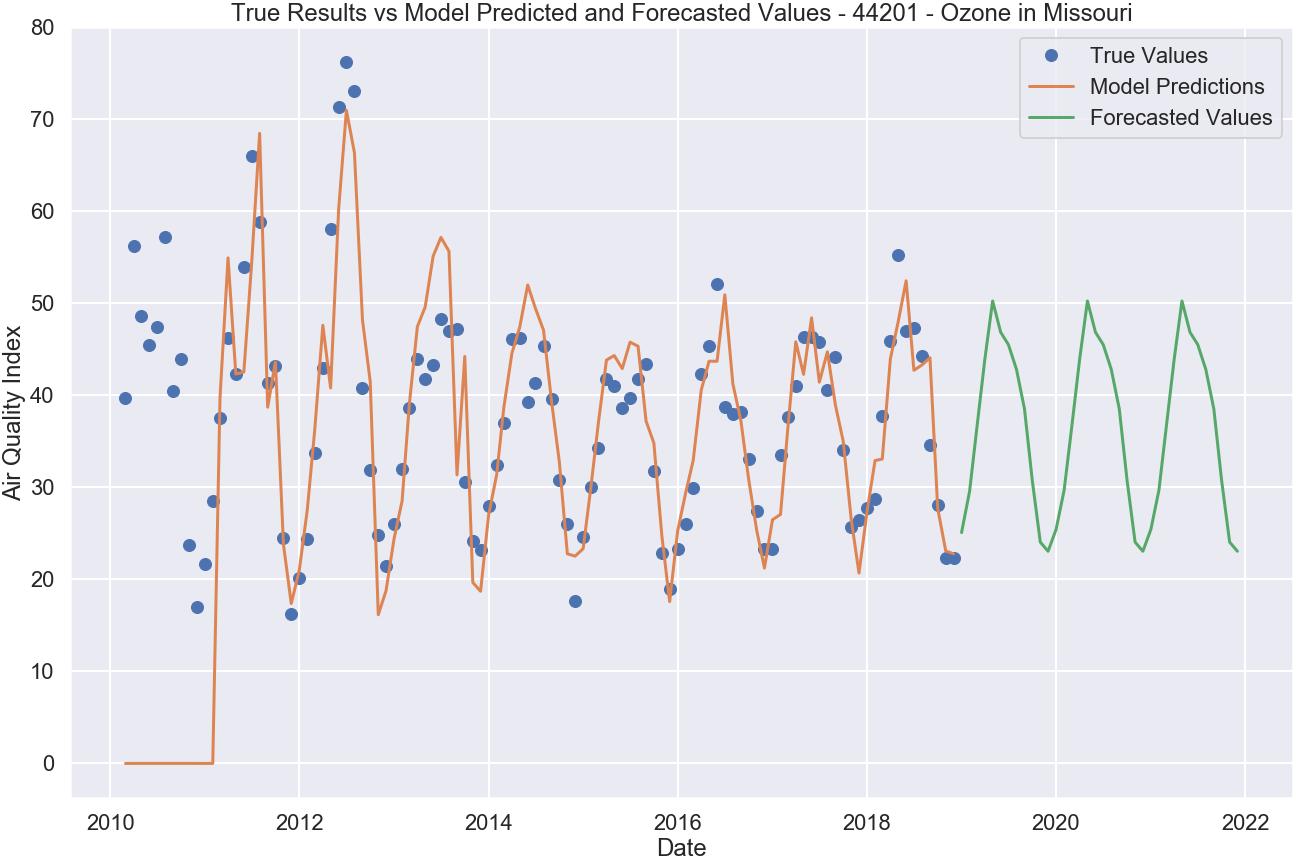 True Results vs Model Predicted and Forecasted Values - 44201 - Ozone in Missouri
80
70
60
50
40
30
20
10
0
Air Quality Index
True Values
Model Predictions
Forecasted Values
2010 2012 2014 2016 2018 2020 2022
Date